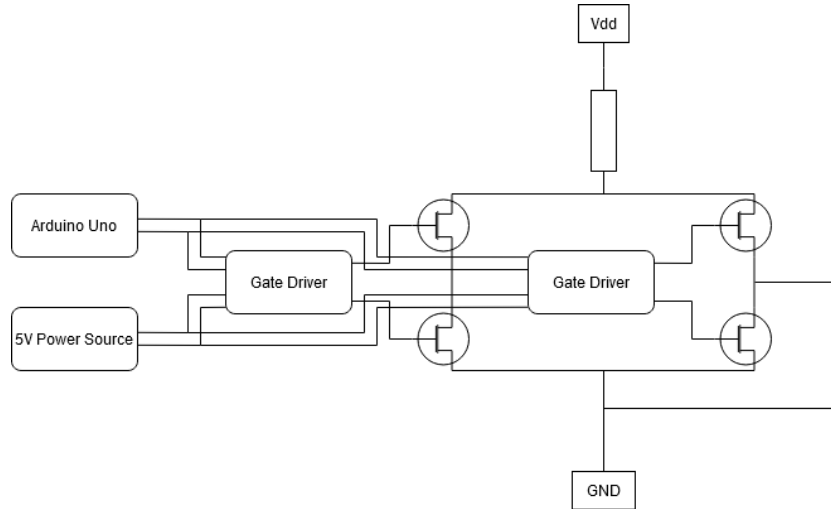 Vdd
Arduino Uno
Gate Driver
Gate Driver
5V Power Source
GND